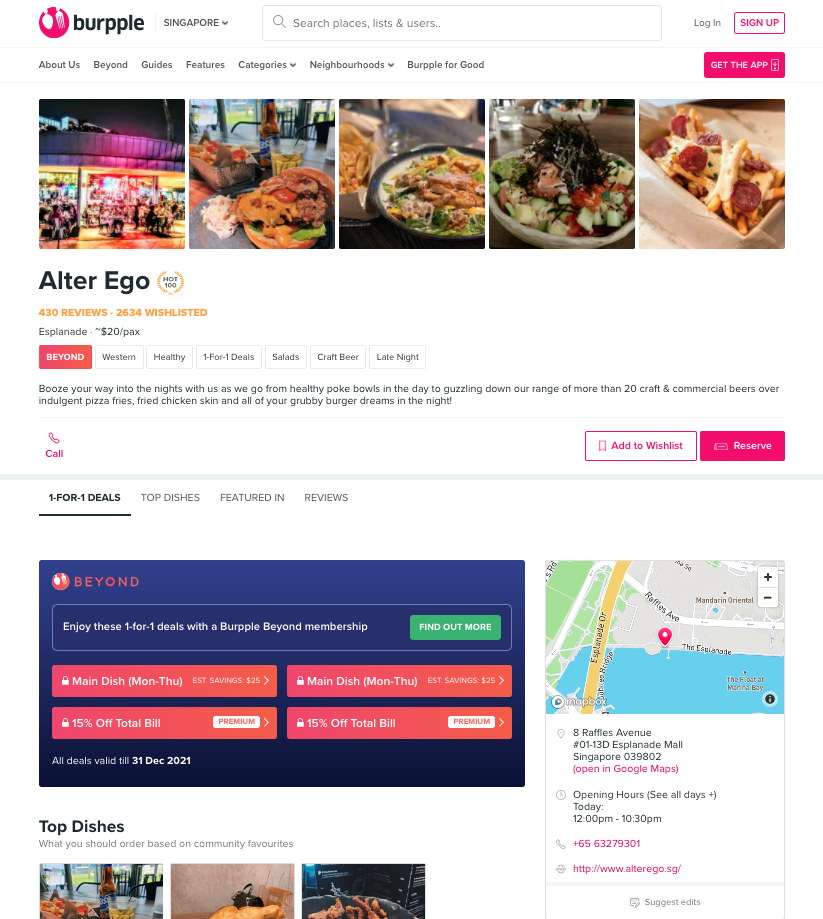 burpple
SINGAPORE
Search places, lists & users..
Log In
SIGN UP
About Us
Beyond
Guides
Features
Categories
Neighbourhoods
Burpple for Good
GET THE APP
Alter Ego
HOT
100
430 REVIEWS · 2634 WISHLISTED
Esplanade · ~$20/pax
BEYOND
Western
Healthy
1-For-1 Deals
Salads
Craft Beer
Late Night
Booze your way into the nights with us as we go from healthy poke bowls in the day to guzzling down our range of more than 20 craft & commercial beers over
indulgent pizza fries, fried chicken skin and all of your grubby burger dreams in the night!
Call
Add to Wishlist
Reserve
1-FOR-1 DEALS
TOP DISHES
FEATURED IN
REVIEWS
BEYOND
Enjoy these 1-for-1 deals with a Burpple Beyond membership
FIND OUT MORE
Main Dish (Mon-Thu)
EST. SAVINGS: $25
Main Dish (Mon-Thu)
EST. SAVINGS: $25
15% Off Total Bill
PREMIUM
15% Off Total Bill
PREMIUM
All deals valid till 31 Dec 2021
s Rd
Raffles Ave
Mandarin Oriental
Esplanade Dr
The Esplanade
The Float at
Marina Bay
mapbox
+
−
8 Raffles Avenue
#01-13D Esplanade Mall
Singapore 039802
(open in Google Maps)
Opening Hours (See all days +)
Today:
12:00pm - 10:30pm
+65 63279301
http://www.alterego.sg/
Suggest edits
Top Dishes
What you should order based on community favourites